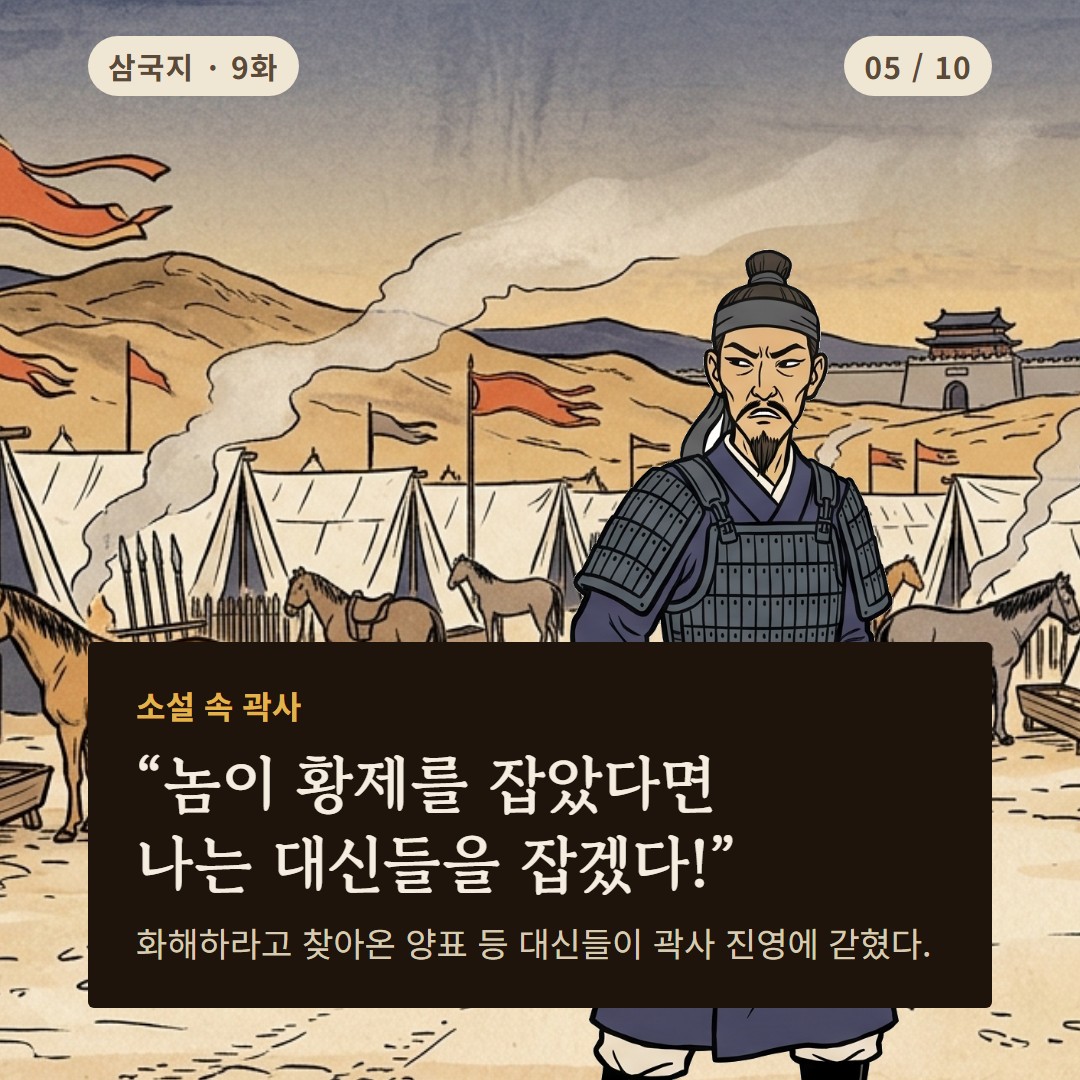 삼국지 · 9화
05 / 10
소설 속 곽사
“놈이 황제를 잡았다면
나는 대신들을 잡겠다!”
화해하라고 찾아온 양표 등 대신들이 곽사 진영에 갇혔다.